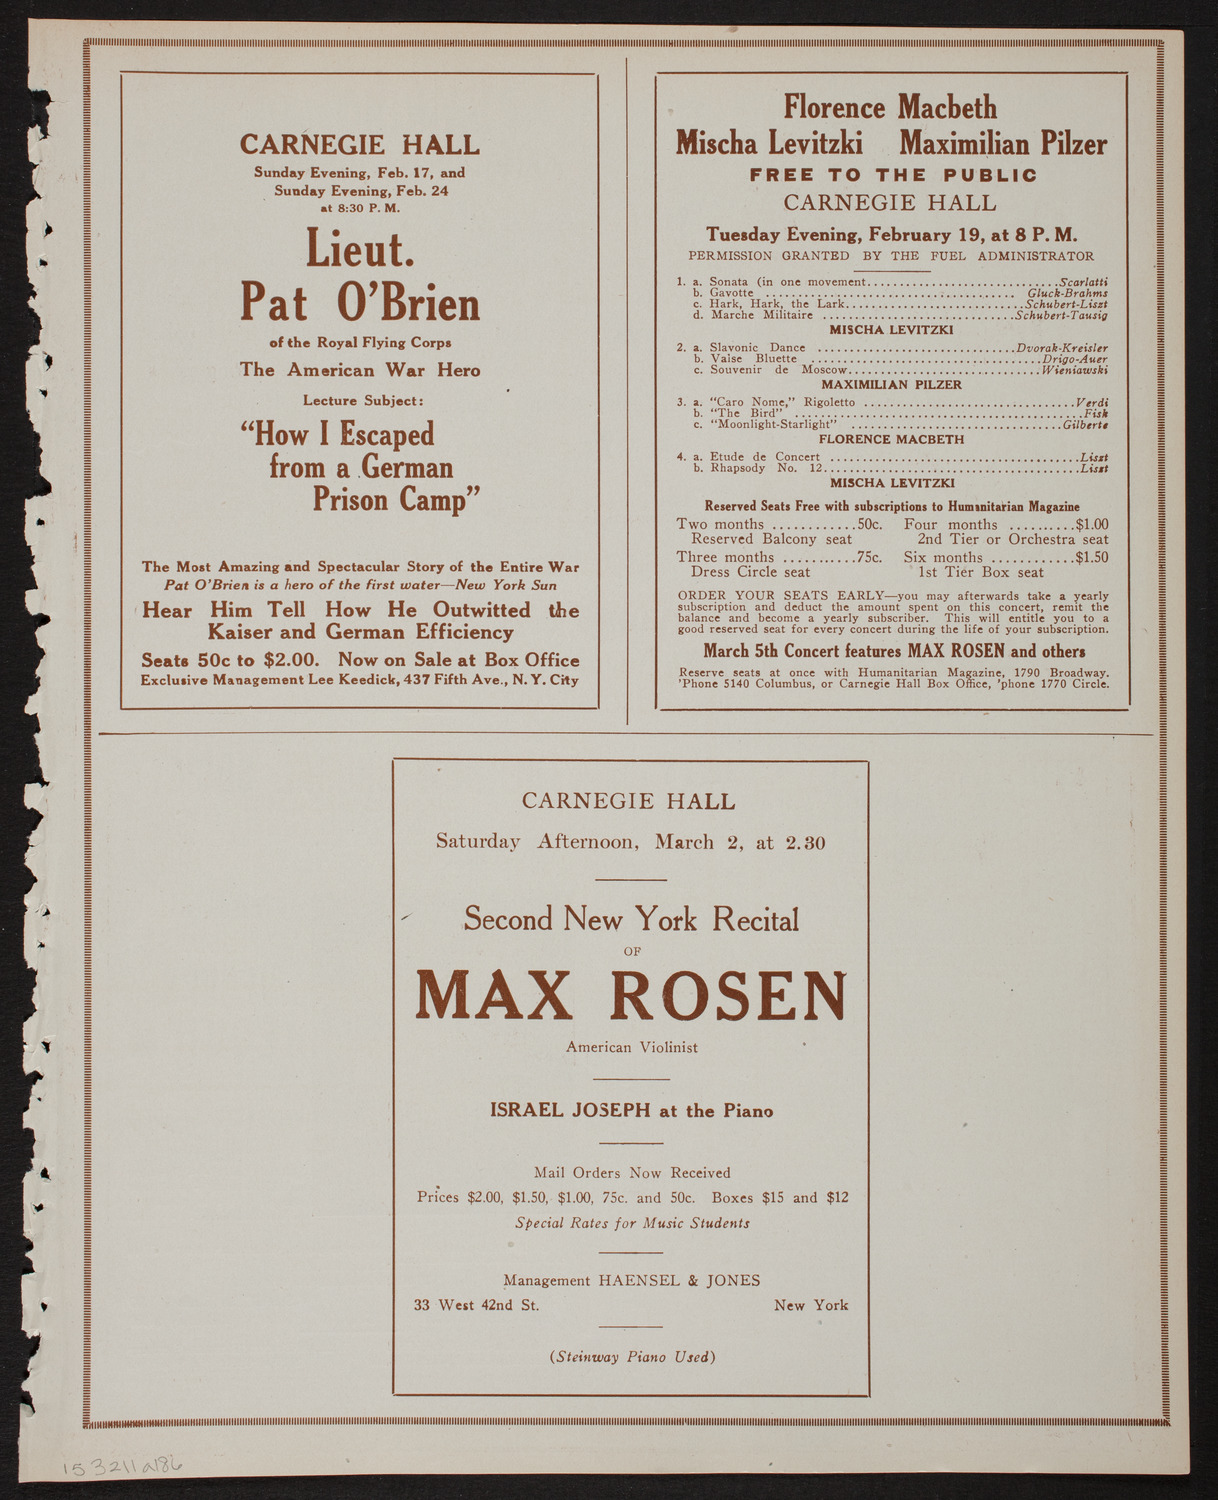 CARNEGIE HALL
Sunday Evening, Feb. 17, and
Sunday Evening, Feb. 24
at 8:30 P. M.
Lieut.
Pat O'Brien
of the Royal Flying Corps
The American War Hero
Lecture Subject:
"How I Escaped
from a German
Prison Camp"
The Most Amazing and Spectacular Story of the Entire War
Pat O'Brien is a hero of the first water—New York Sun
Hear Him Tell How He Outwitted the
Kaiser and German Efficiency
Seats 50c to $2.00. Now on Sale at Box Office
Exclusive Management Lee Keedick, 437 Fifth Ave., N. Y. City
Florence Macbeth
Mischa Levitzki Maximilian Pilzer
FREE TO THE PUBLIC
CARNEGIE HALL
Tuesday Evening, February 19, at 8 P. M.
PERMISSION GRANTED BY THE FUEL ADMINISTRATOR
1. a. Sonata (in one movement..............................Scarlatti
b. Gavotte ........................................ Gluck-Brahms
c. Hark, Hark, the Lark............................Schubert-Liszt
d. Marche Militaire ..............................Schubert-Tausig
MISCHA LEVITZKI
2. a. Slavonic Dance ...............................Dvorak-Kreisler
b. Valse Bluette ....................................Drigo-Auer
c. Souvenir de Moscow..............................Wieniawski
MAXIMILIAN PILZER
3. a. "Caro Nome," Rigoletto .................................Verdi
b. "The Bird" .............................................Fisk
c. "Moonlight-Starlight" .................................Gilberte
FLORENCE MACBETH
4. a. Etude de Concert .......................................Liszt
b. Rhapsody No. 12........................................Liszt
MISCHA LEVITZKI
Reserved Seats Free with subscriptions to Humanitarian Magazine
Two months ............50c. Four months ..........$1.00
Reserved Balcony seat 2nd Tier or Orchestra seat
Three months ...........75c. Six months ............$1.50
Dress Circle seat 1st Tier Box seat
ORDER YOUR SEATS EARLY—you may afterwards take a yearly
subscription and deduct the amount spent on this concert, remit the
balance and become a yearly subscriber. This will entitle you to a
good reserved seat for every concert during the life of your subscription.
March 5th Concert features MAX ROSEN and others
Reserve seats at once with Humanitarian Magazine, 1790 Broadway.
'Phone 5140 Columbus, or Carnegie Hall Box Office, 'phone 1770 Circle.
CARNEGIE HALL
Saturday Afternoon, March 2, at 2.30
Second New York Recital
OF
MAX ROSEN
American Violinist
ISRAEL JOSEPH at the Piano
Mail Orders Now Received
Prices $2.00, $1.50, $1.00, 75c. and 50c. Boxes $15 and $12
Special Rates for Music Students
Management HAENSEL & JONES
33 West 42nd St. New York
(Steinway Piano Used)